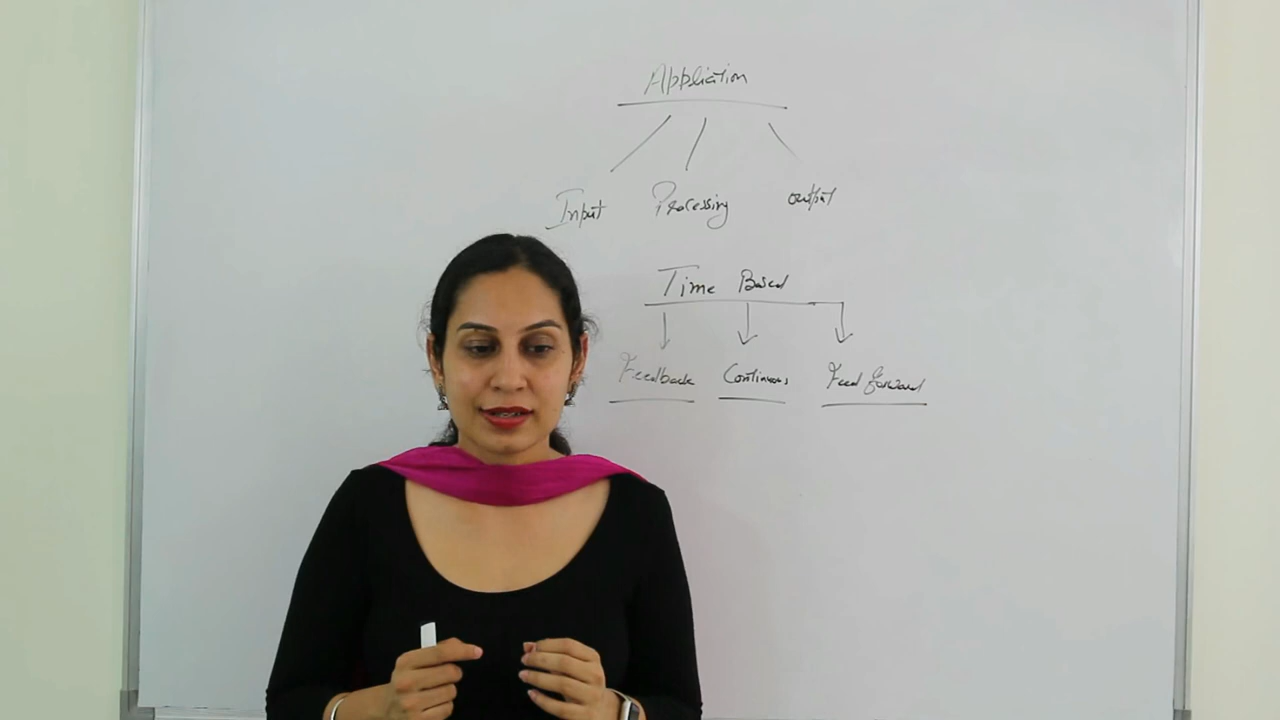 Application
Input Processing output
Time Based
Feedback Continuous Feed forward